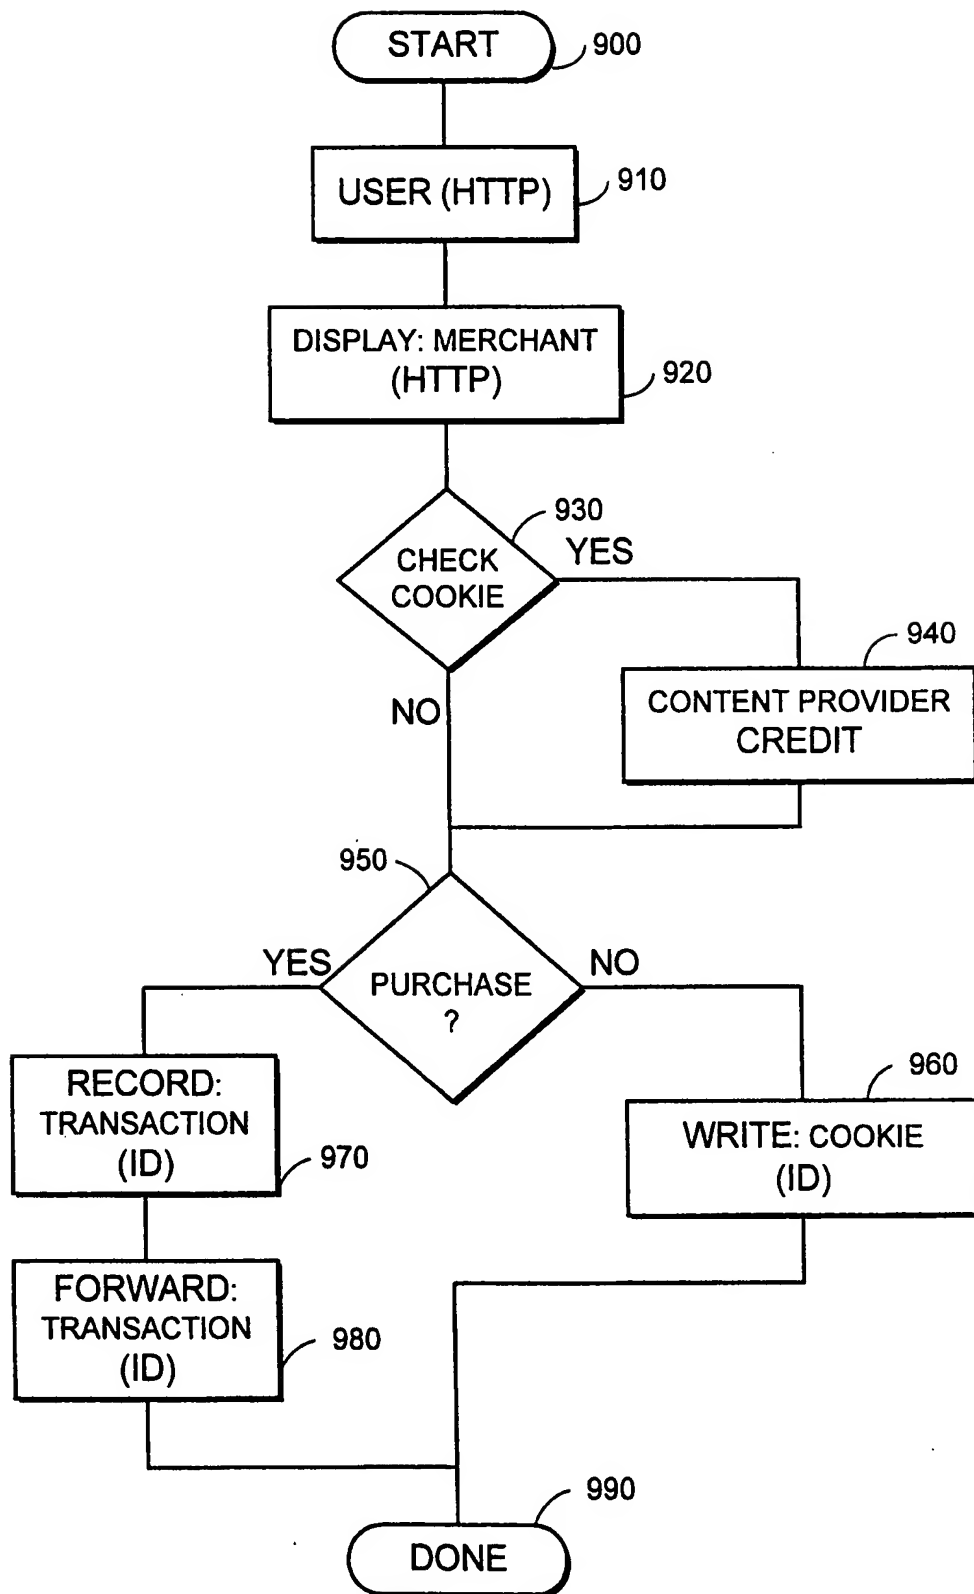 START
900
USER (HTTP)
910
DISPLAY: MERCHANT
(HTTP)
920
930
CHECK
COOKIE
YES
NO
940
CONTENT PROVIDER
CREDIT
950
YES
PURCHASE
?
NO
RECORD:
TRANSACTION
(ID)
970
960
WRITE: COOKIE
(ID)
FORWARD:
TRANSACTION
(ID)
980
990
DONE